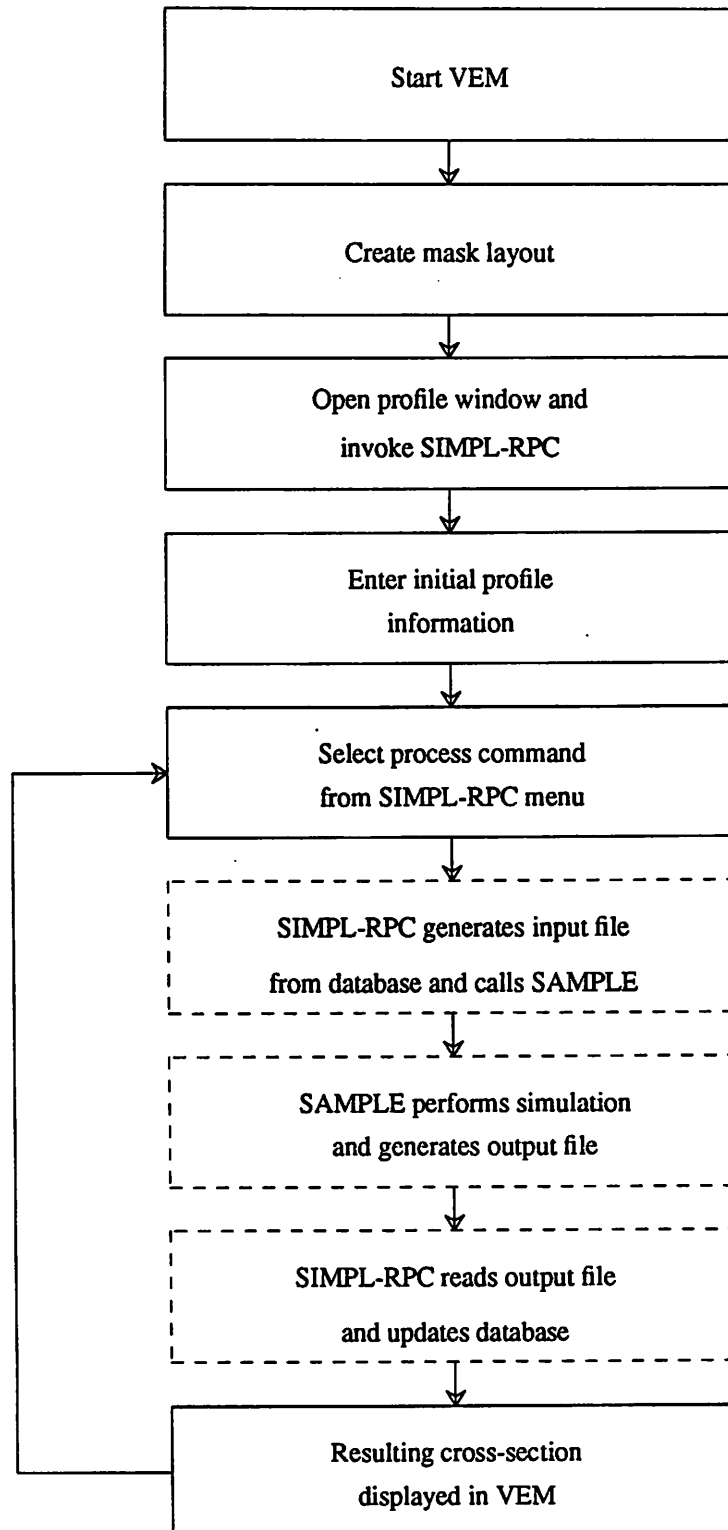 Start VEM
Create mask layout
Open profile window and
invoke SIMPL-RPC
Enter initial profile
information
Select process command
from SIMPL-RPC menu
SIMPL-RPC generates input file
from database and calls SAMPLE
SAMPLE performs simulation
and generates output file
SIMPL-RPC reads output file
and updates database
Resulting cross-section
displayed in VEM